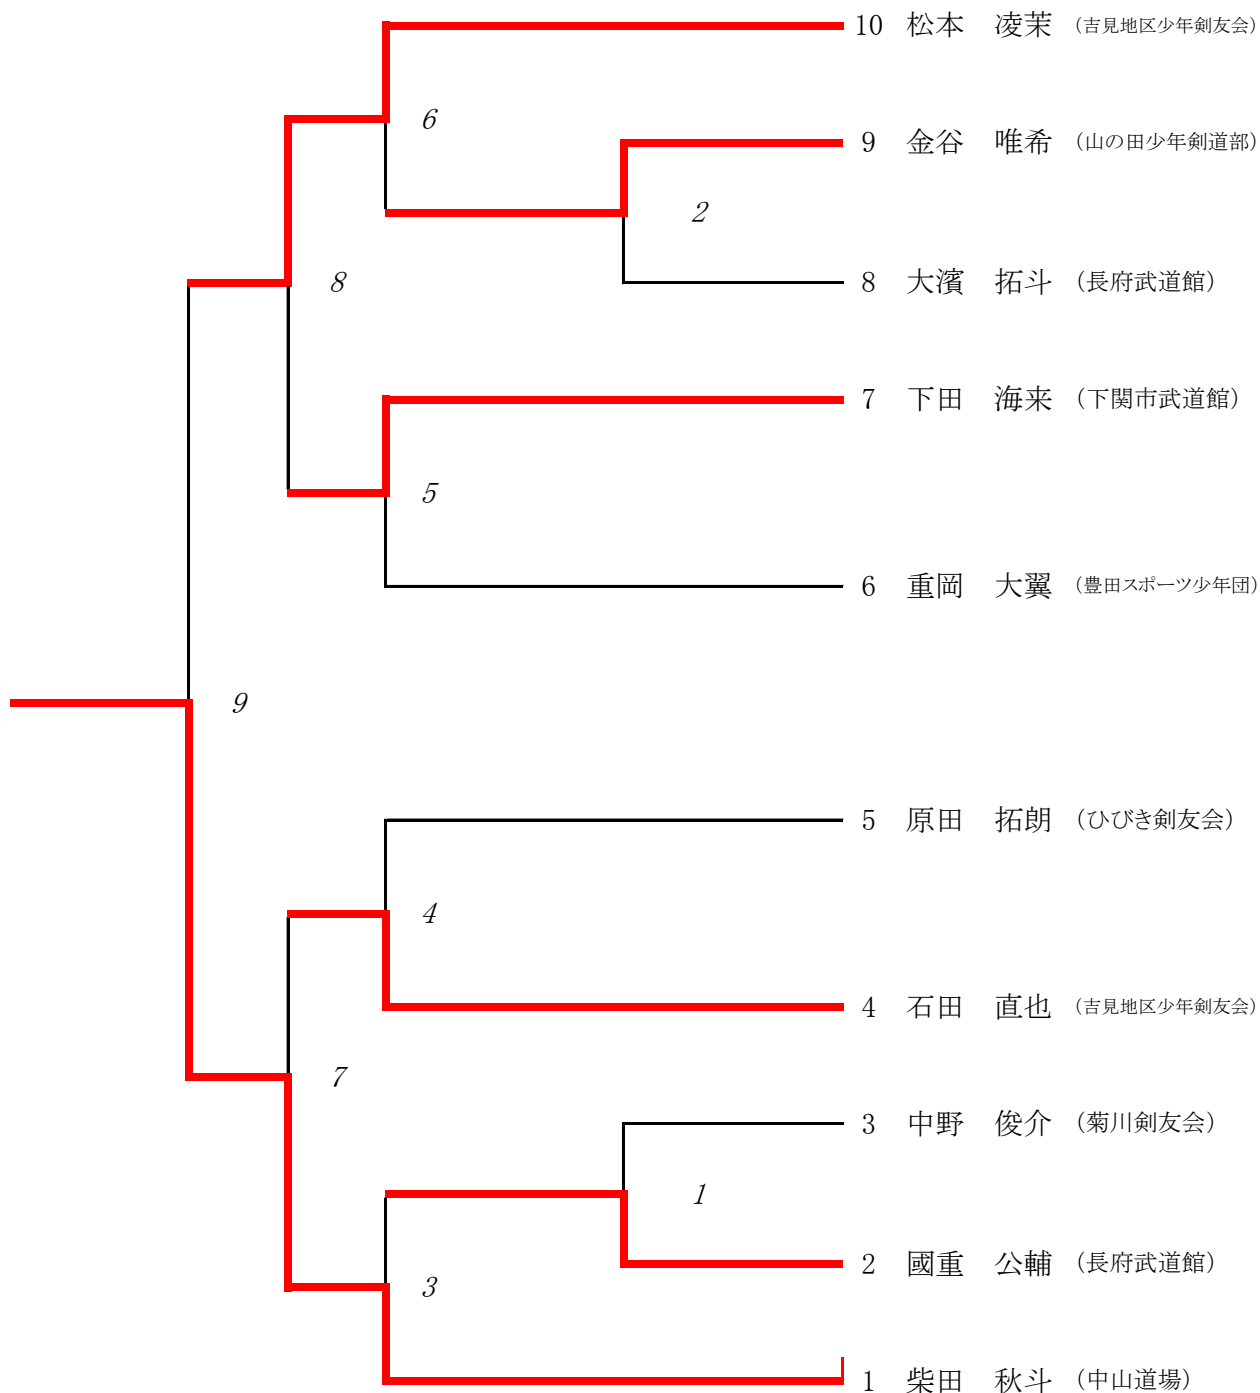 10 松本　凌茉 （吉見地区少年剣友会）
6
9 金谷　唯希 （山の田少年剣道部）
2
8
8 大濱　拓斗 （長府武道館）
7 下田　海来 （下関市武道館）
5
6 重岡　大翼 （豊田スポーツ少年団）
9
5 原田　拓朗 （ひびき剣友会）
4
4 石田　直也 （吉見地区少年剣友会）
7
3 中野　俊介 （菊川剣友会）
1
2 國重　公輔 （長府武道館）
3
1 柴田　秋斗 （中山道場）